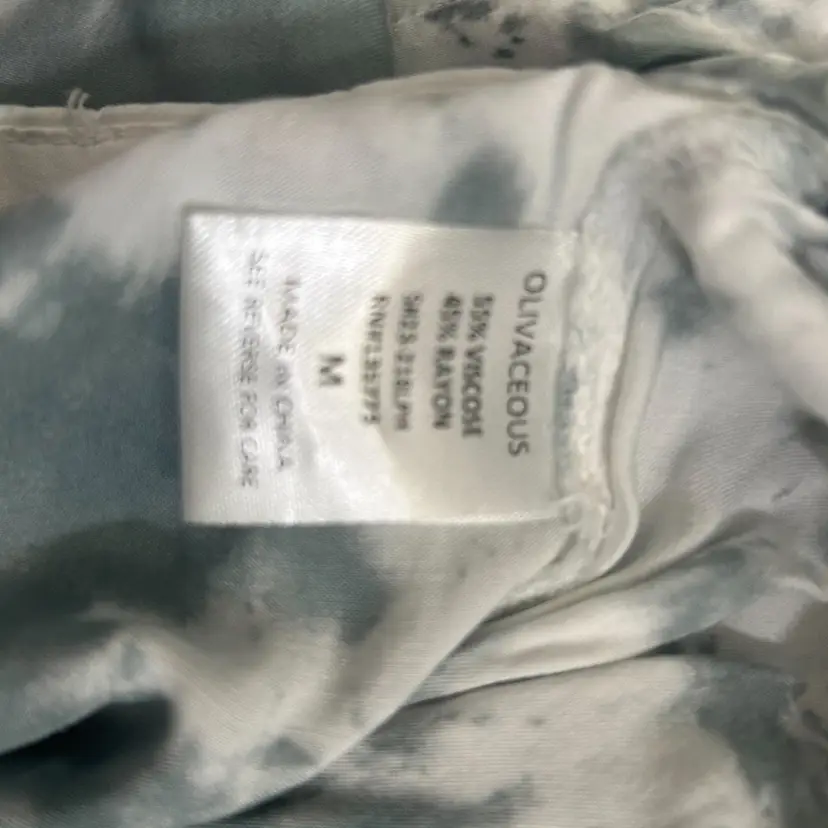 OLIVACEOUS
55% VISCOSE
45% RAYON
M
MADE IN CHINA
SEE REVERSE FOR CARE